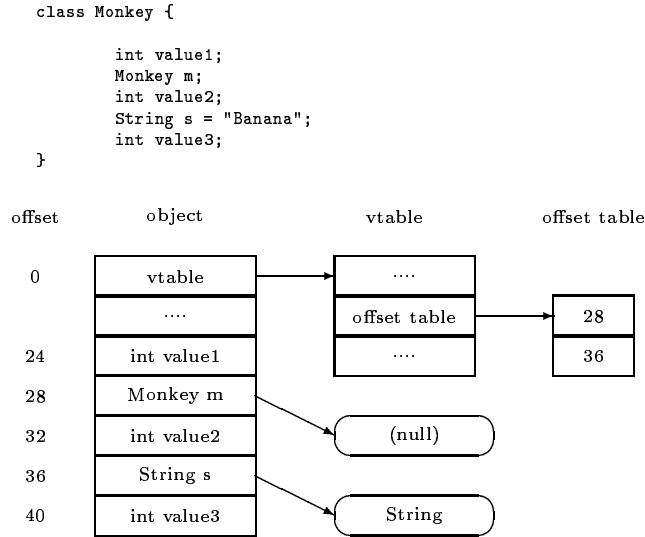 class Monkey {
int value1;
Monkey m;
int value2;
String s = "Banana";
int value3;
}
offset object vtable offset table
0 vtable ....
.... offset table 28
24 int value1 .... 36
28 Monkey m
32 int value2 (null)
36 String s
40 int value3 String